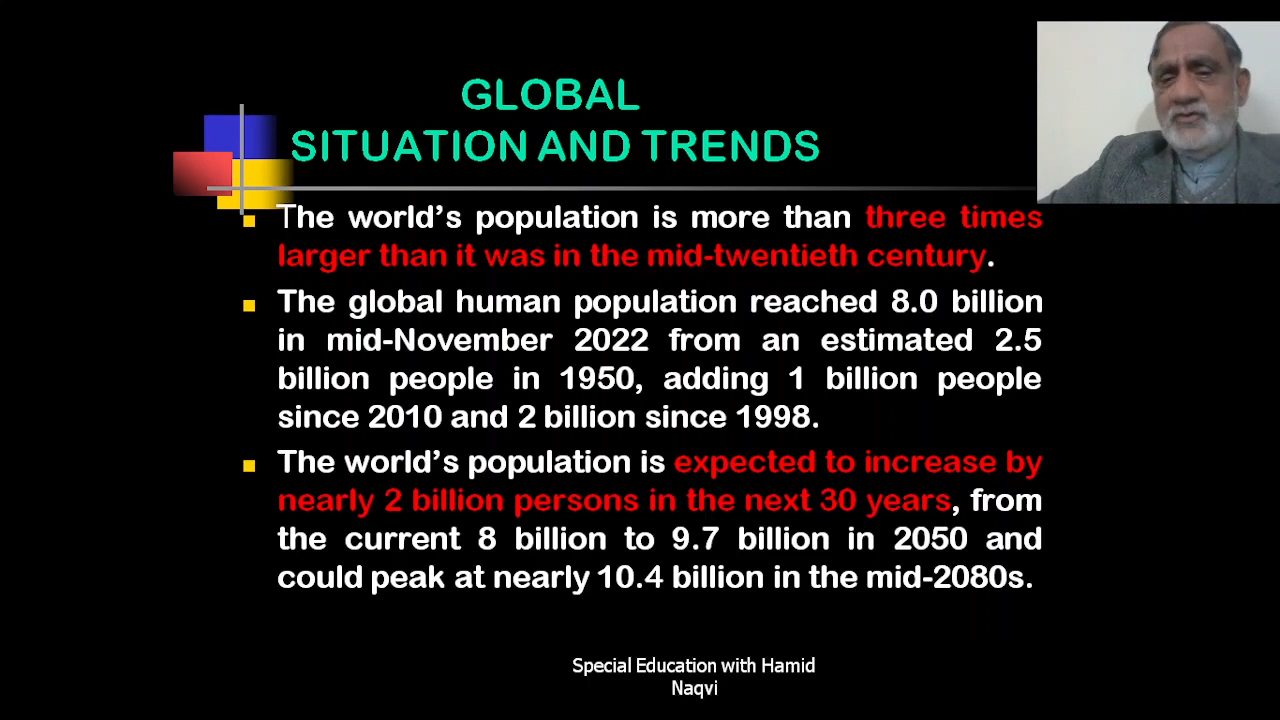 GLOBAL
SITUATION AND TRENDS
The world's population is more than three times
larger than it was in the mid-twentieth century.
The global human population reached 8.0 billion
in mid-November 2022 from an estimated 2.5
billion people in 1950, adding 1 billion people
since 2010 and 2 billion since 1998.
The world's population is expected to increase by
nearly 2 billion persons in the next 30 years, from
the current 8 billion to 9.7 billion in 2050 and
could peak at nearly 10.4 billion in the mid-2080s.
Special Education with Hamid
Naqvi